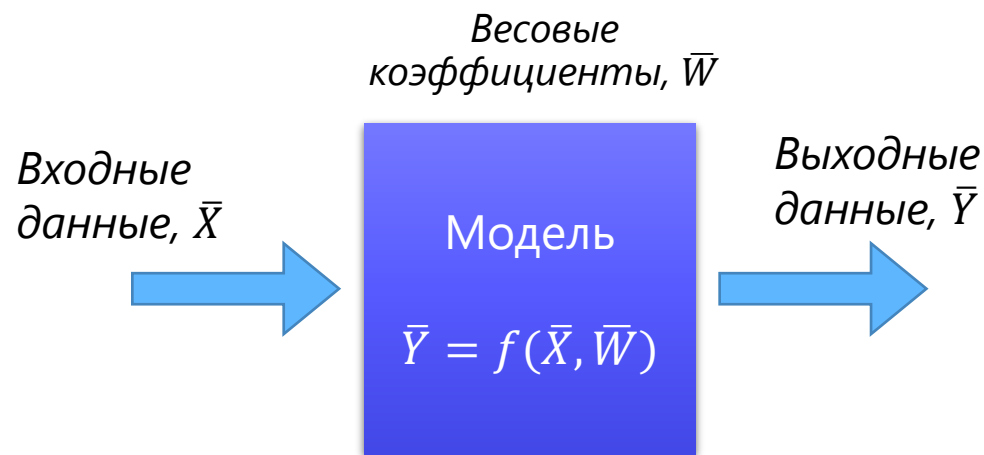 Весовые
коэффициенты, W̅
Входные
данные, X̅
Модель
Y̅ = f(X̅, W̅)
Выходные
данные, Y̅